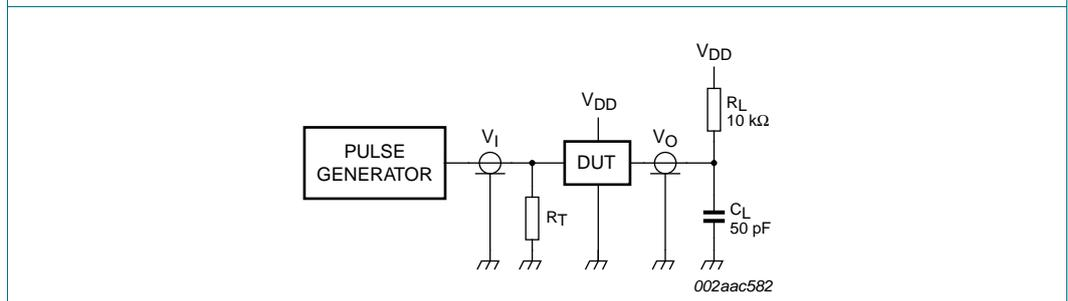 VDD
RL
10 kΩ
VDD
VI
VO
PULSE
GENERATOR
DUT
RT
CL
50 pF
002aac582